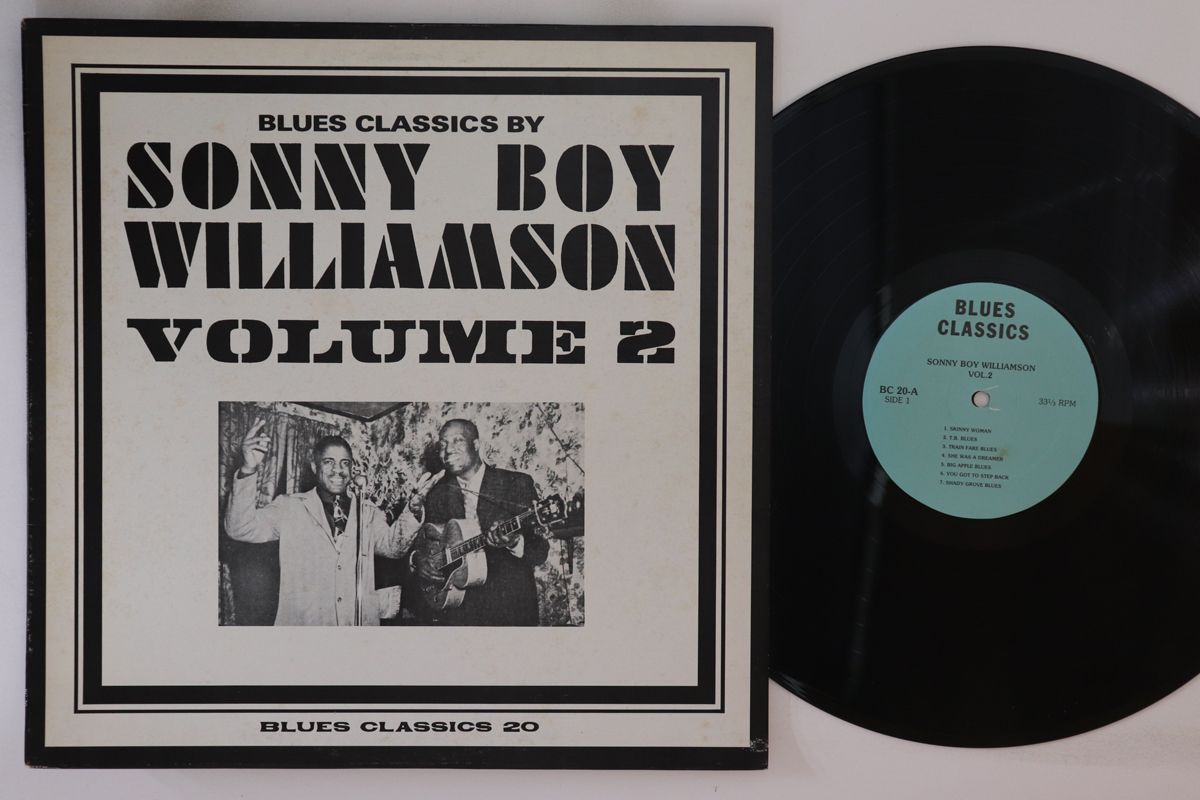 BLUES CLASSICS BY
SONNY BOY
WILLIAMSON
VOLUME 2
BLUES CLASSICS 20
BLUES
CLASSICS
SONNY BOY WILLIAMSON
VOL.2
BC 20-A
SIDE 1
33⅓ RPM
1. SKINNY WOMAN
2. T.B. BLUES
3. TRAIN FARE BLUES
4. SHE WAS A DREAMER
5. BIG APPLE BLUES
6. YOU GOT TO STEP BACK
7. SHADY GROVE BLUES